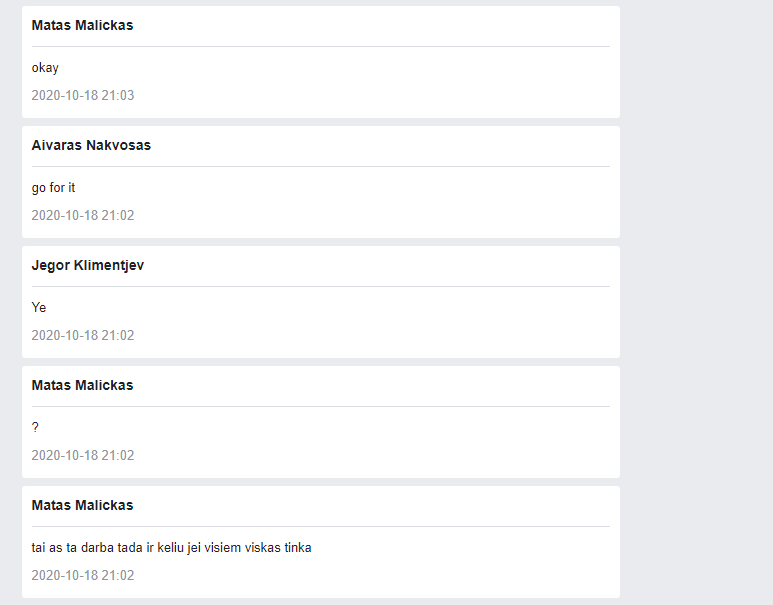 Matas Malickas
okay
2020-10-18 21:03
Aivaras Nakvosas
go for it
2020-10-18 21:02
Jegor Klimentjev
Ye
2020-10-18 21:02
Matas Malickas
?
2020-10-18 21:02
Matas Malickas
tai as ta darba tada ir keliu jei visiem viskas tinka
2020-10-18 21:02